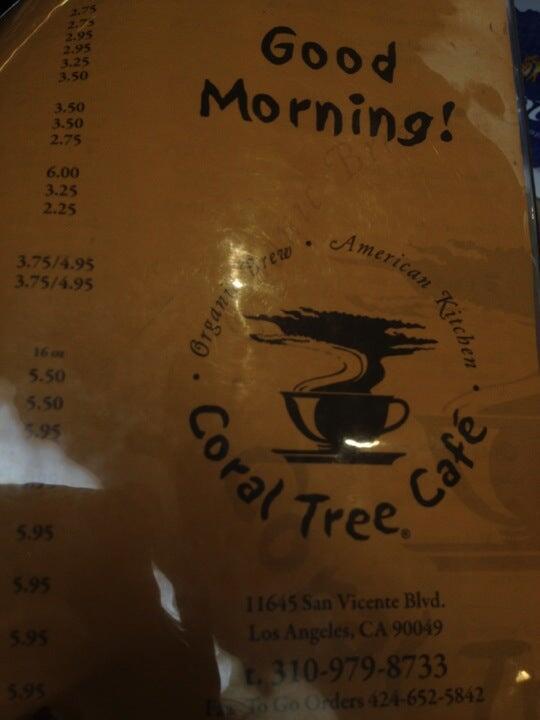 2.75
2.75
2.95
2.95
3.25
3.50
3.50
3.50
2.75
6.00
3.25
2.25
3.75/4.95
3.75/4.95
16 oz
5.50
5.50
5.95
5.95
5.95
5.95
5.95
Good
Morning!
Organic Brew • American Kitchen
Coral Tree Café®
11645 San Vicente Blvd.
Los Angeles, CA 90049
t. 310-979-8733
To Go Orders 424-652-5842